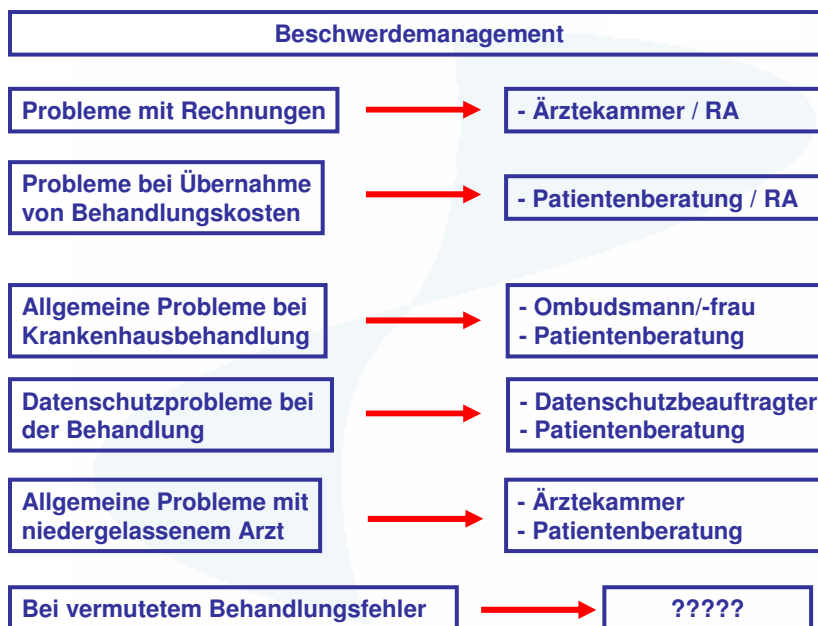 Beschwerdemanagement
Probleme mit Rechnungen
- Ärztekammer / RA
Probleme bei Übernahme
von Behandlungskosten
- Patientenberatung / RA
Allgemeine Probleme bei
Krankenhausbehandlung
- Ombudsmann/-frau
- Patientenberatung
Datenschutzprobleme bei
der Behandlung
- Datenschutzbeauftragter
- Patientenberatung
Allgemeine Probleme mit
niedergelassenem Arzt
- Ärztekammer
- Patientenberatung
Bei vermutetem Behandlungsfehler
?????